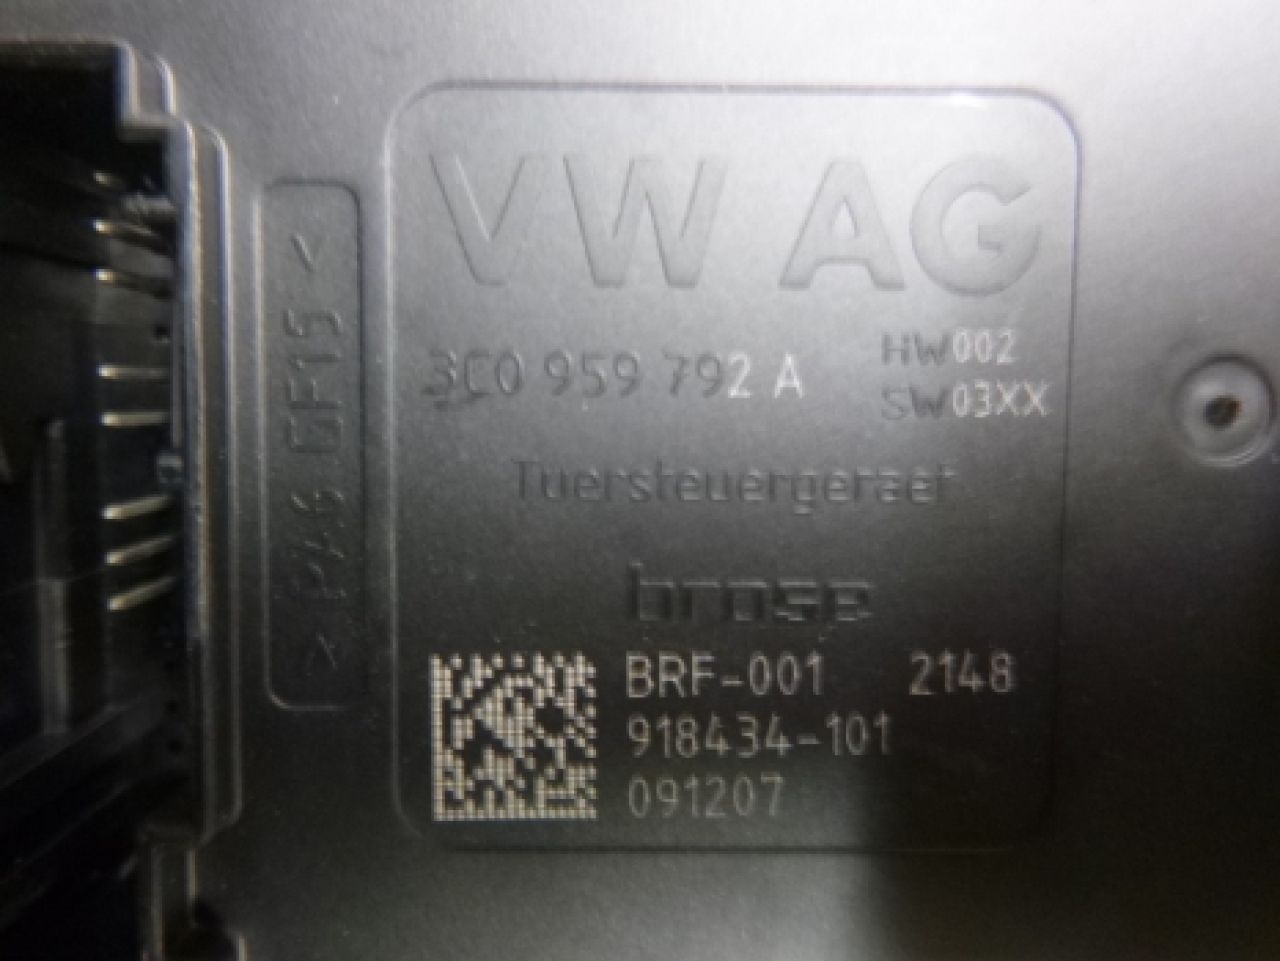 VW AG
3C0 959 792 A
HW002
SW03XX
Tuersteuergeraet
brose
BRF-001 2148
918434-101
091207
>PA6 GF15<